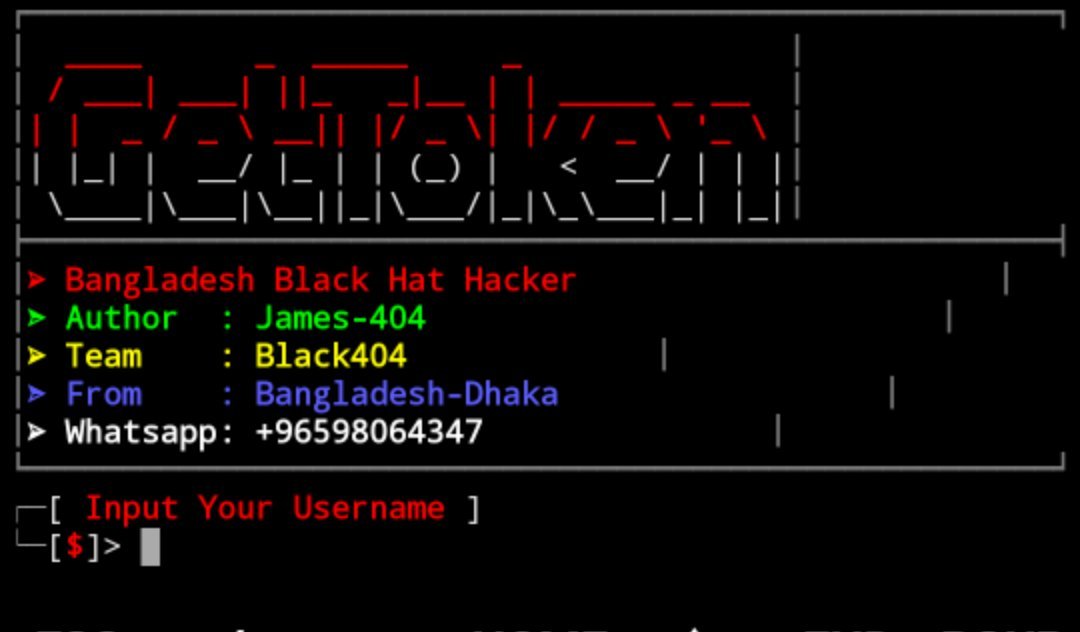 GetToken
➤ Bangladesh Black Hat Hacker
➤ Author : James-404
➤ Team : Black404
➤ From : Bangladesh-Dhaka
➤ Whatsapp: +96598064347
[ Input Your Username ]
[$]>